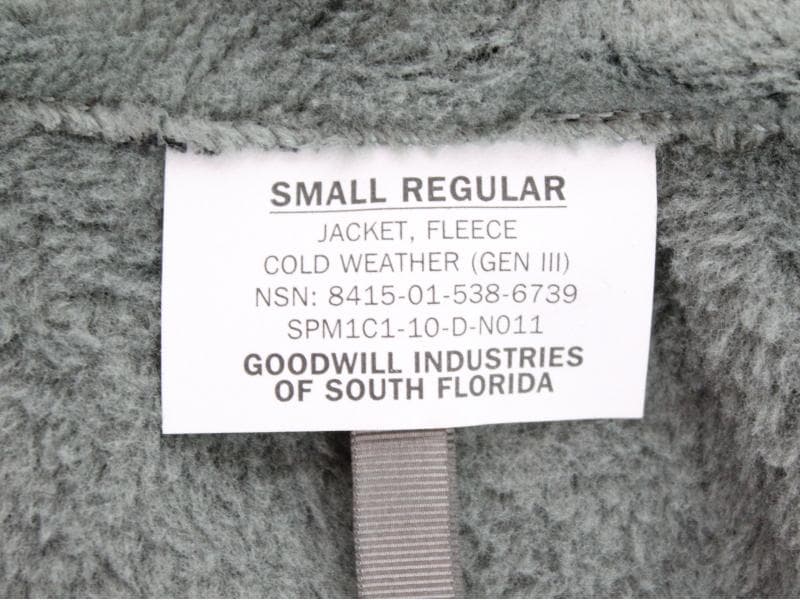 SMALL REGULAR
JACKET, FLEECE
COLD WEATHER (GEN III)
NSN: 8415-01-538-6739
SPM1C1-10-D-N011
GOODWILL INDUSTRIES
OF SOUTH FLORIDA